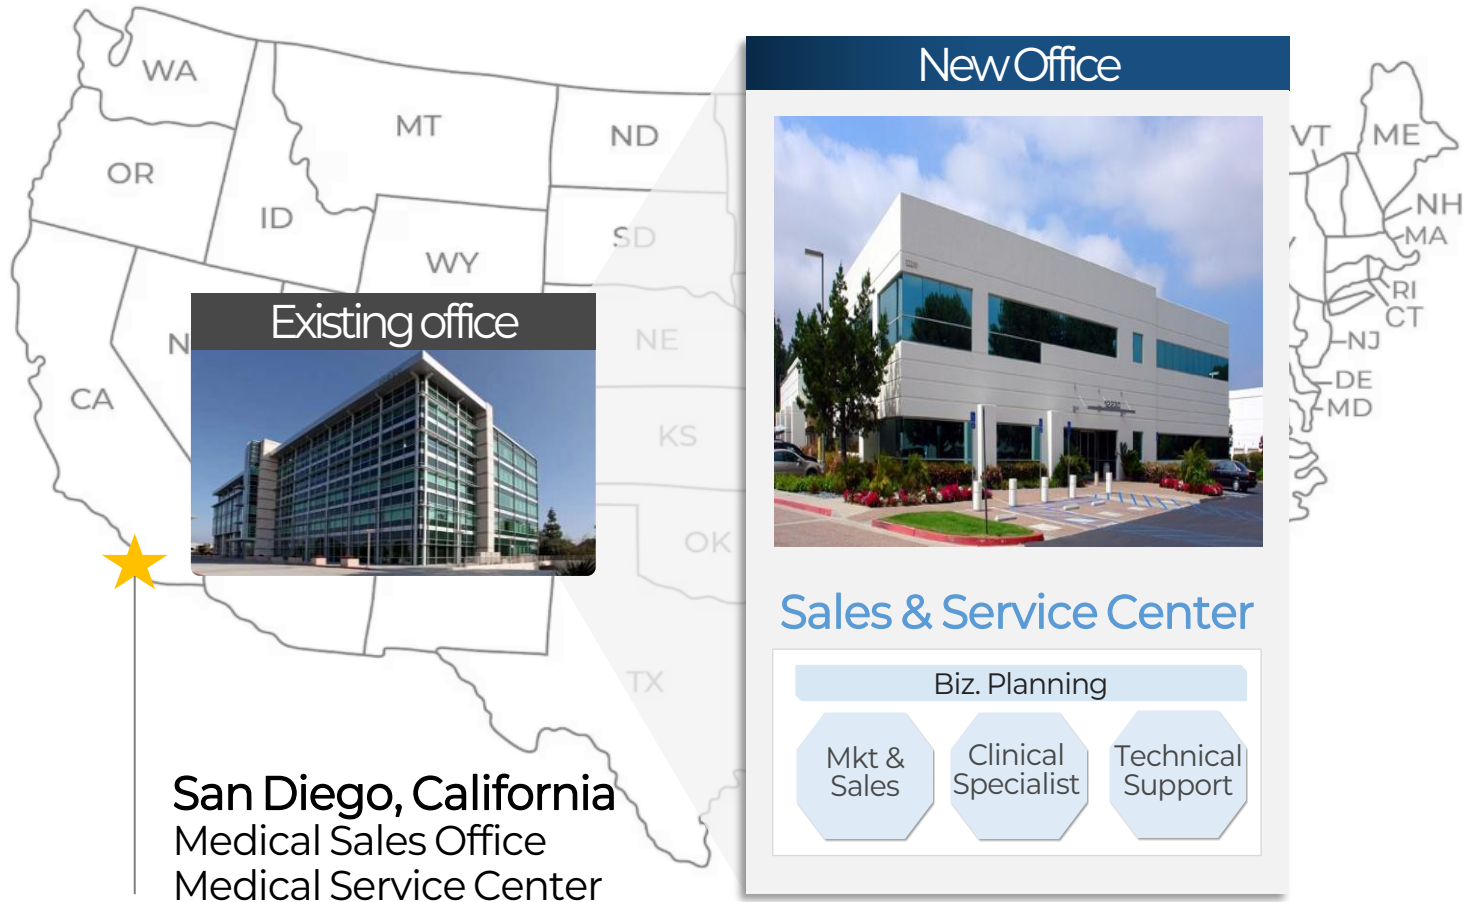 WA
MT
ND
OR
ID
SD
WY
NE
CA
KS
OK
TX
VT
ME
NH
MA
RI
CT
NJ
DE
MD
Existing office
New Office
Sales & Service Center
Biz. Planning
Mkt &
Sales
Clinical
Specialist
Technical
Support
San Diego, California
Medical Sales Office
Medical Service Center